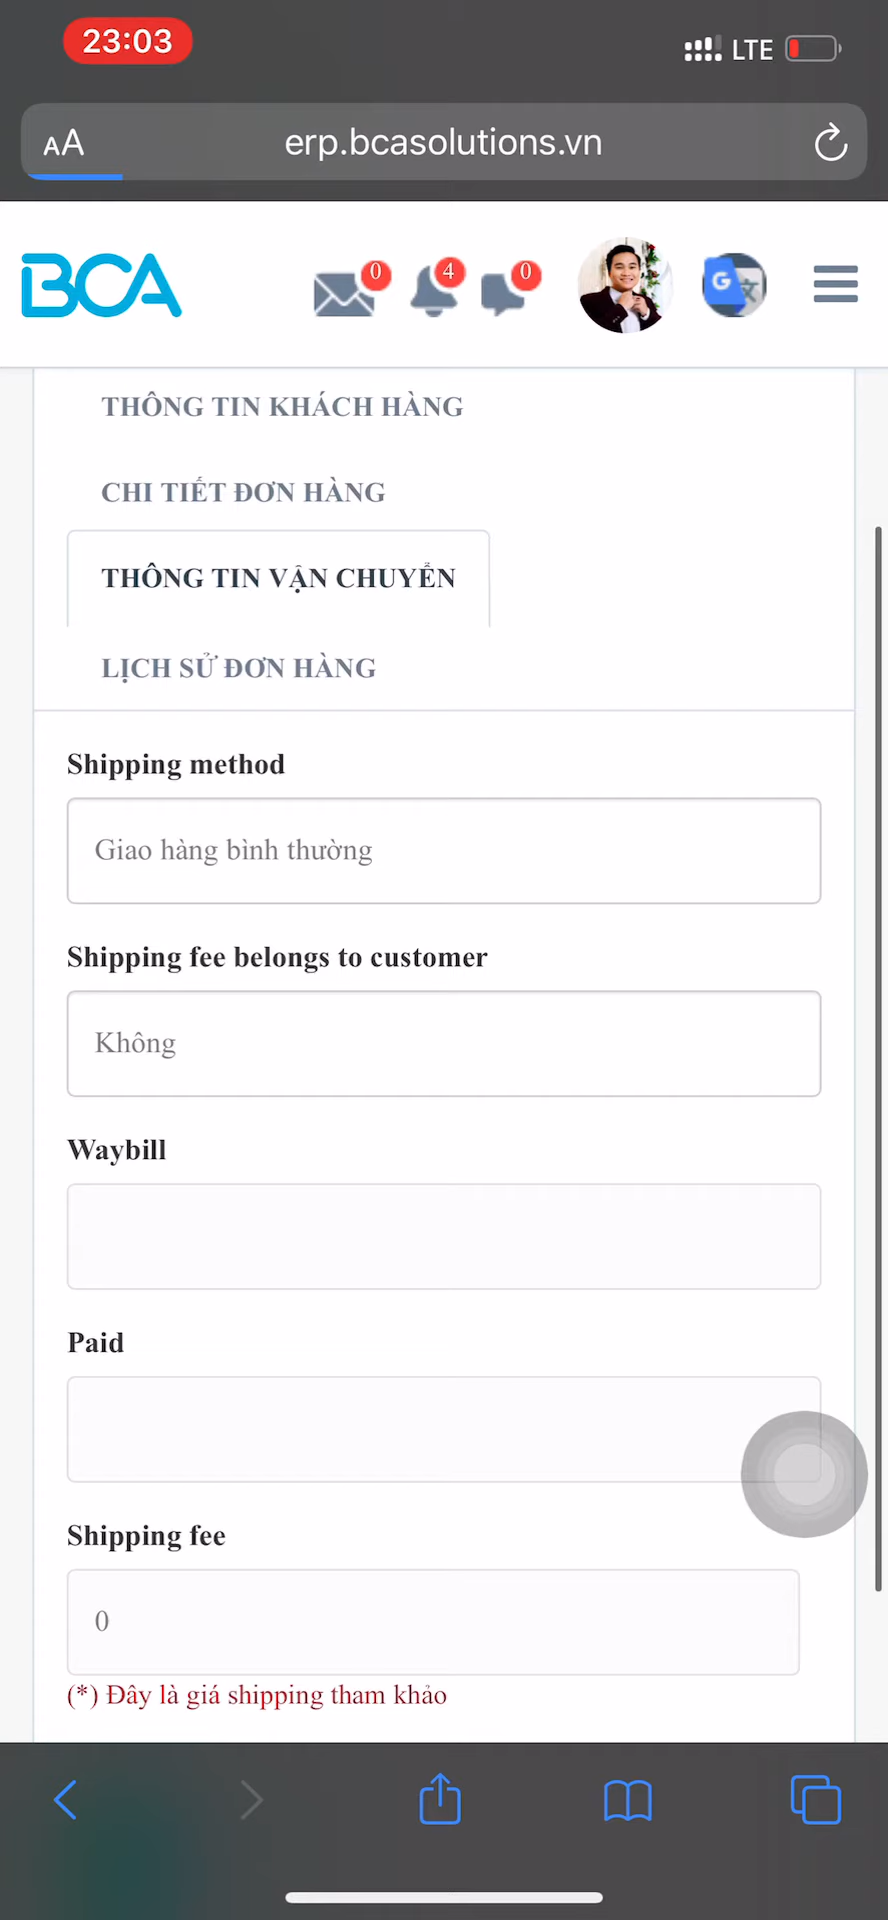 23:03
LTE
AA
erp.bcasolutions.vn
BCA
0
4
0
G
THÔNG TIN KHÁCH HÀNG
CHI TIẾT ĐƠN HÀNG
THÔNG TIN VẬN CHUYỂN
LỊCH SỬ ĐƠN HÀNG
Shipping method
Giao hàng bình thường
Shipping fee belongs to customer
Không
Waybill
Paid
Shipping fee
0
(*) Đây là giá shipping tham khảo